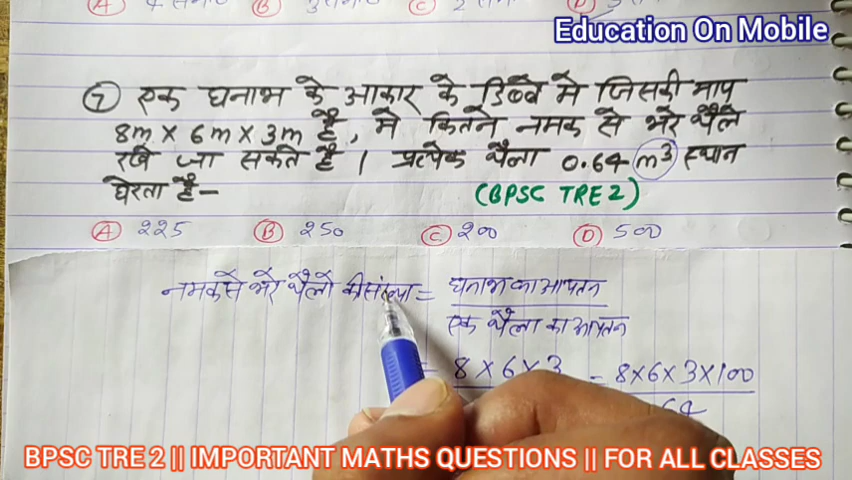 Education On Mobile
(A) (B) (C) (D)
(7) एक घनाभ के आकार के डिब्बे मे जिसकी माप
8m × 6m × 3m है, मे कितने नमक से भरे थैले
रखे जा सकते है । प्रत्येक थैला 0.64 m³ स्थान
घेरता है–
(BPSC TRE 2)
(A) 225 (B) 250 (C) 200 (D) 500
नमकसे भरे थैलो की संख्या = घनाभ का आयतन
एक थैला का आयतन
= 8 × 6 × 3 = 8×6×3×100
64
BPSC TRE 2 || IMPORTANT MATHS QUESTIONS || FOR ALL CLASSES